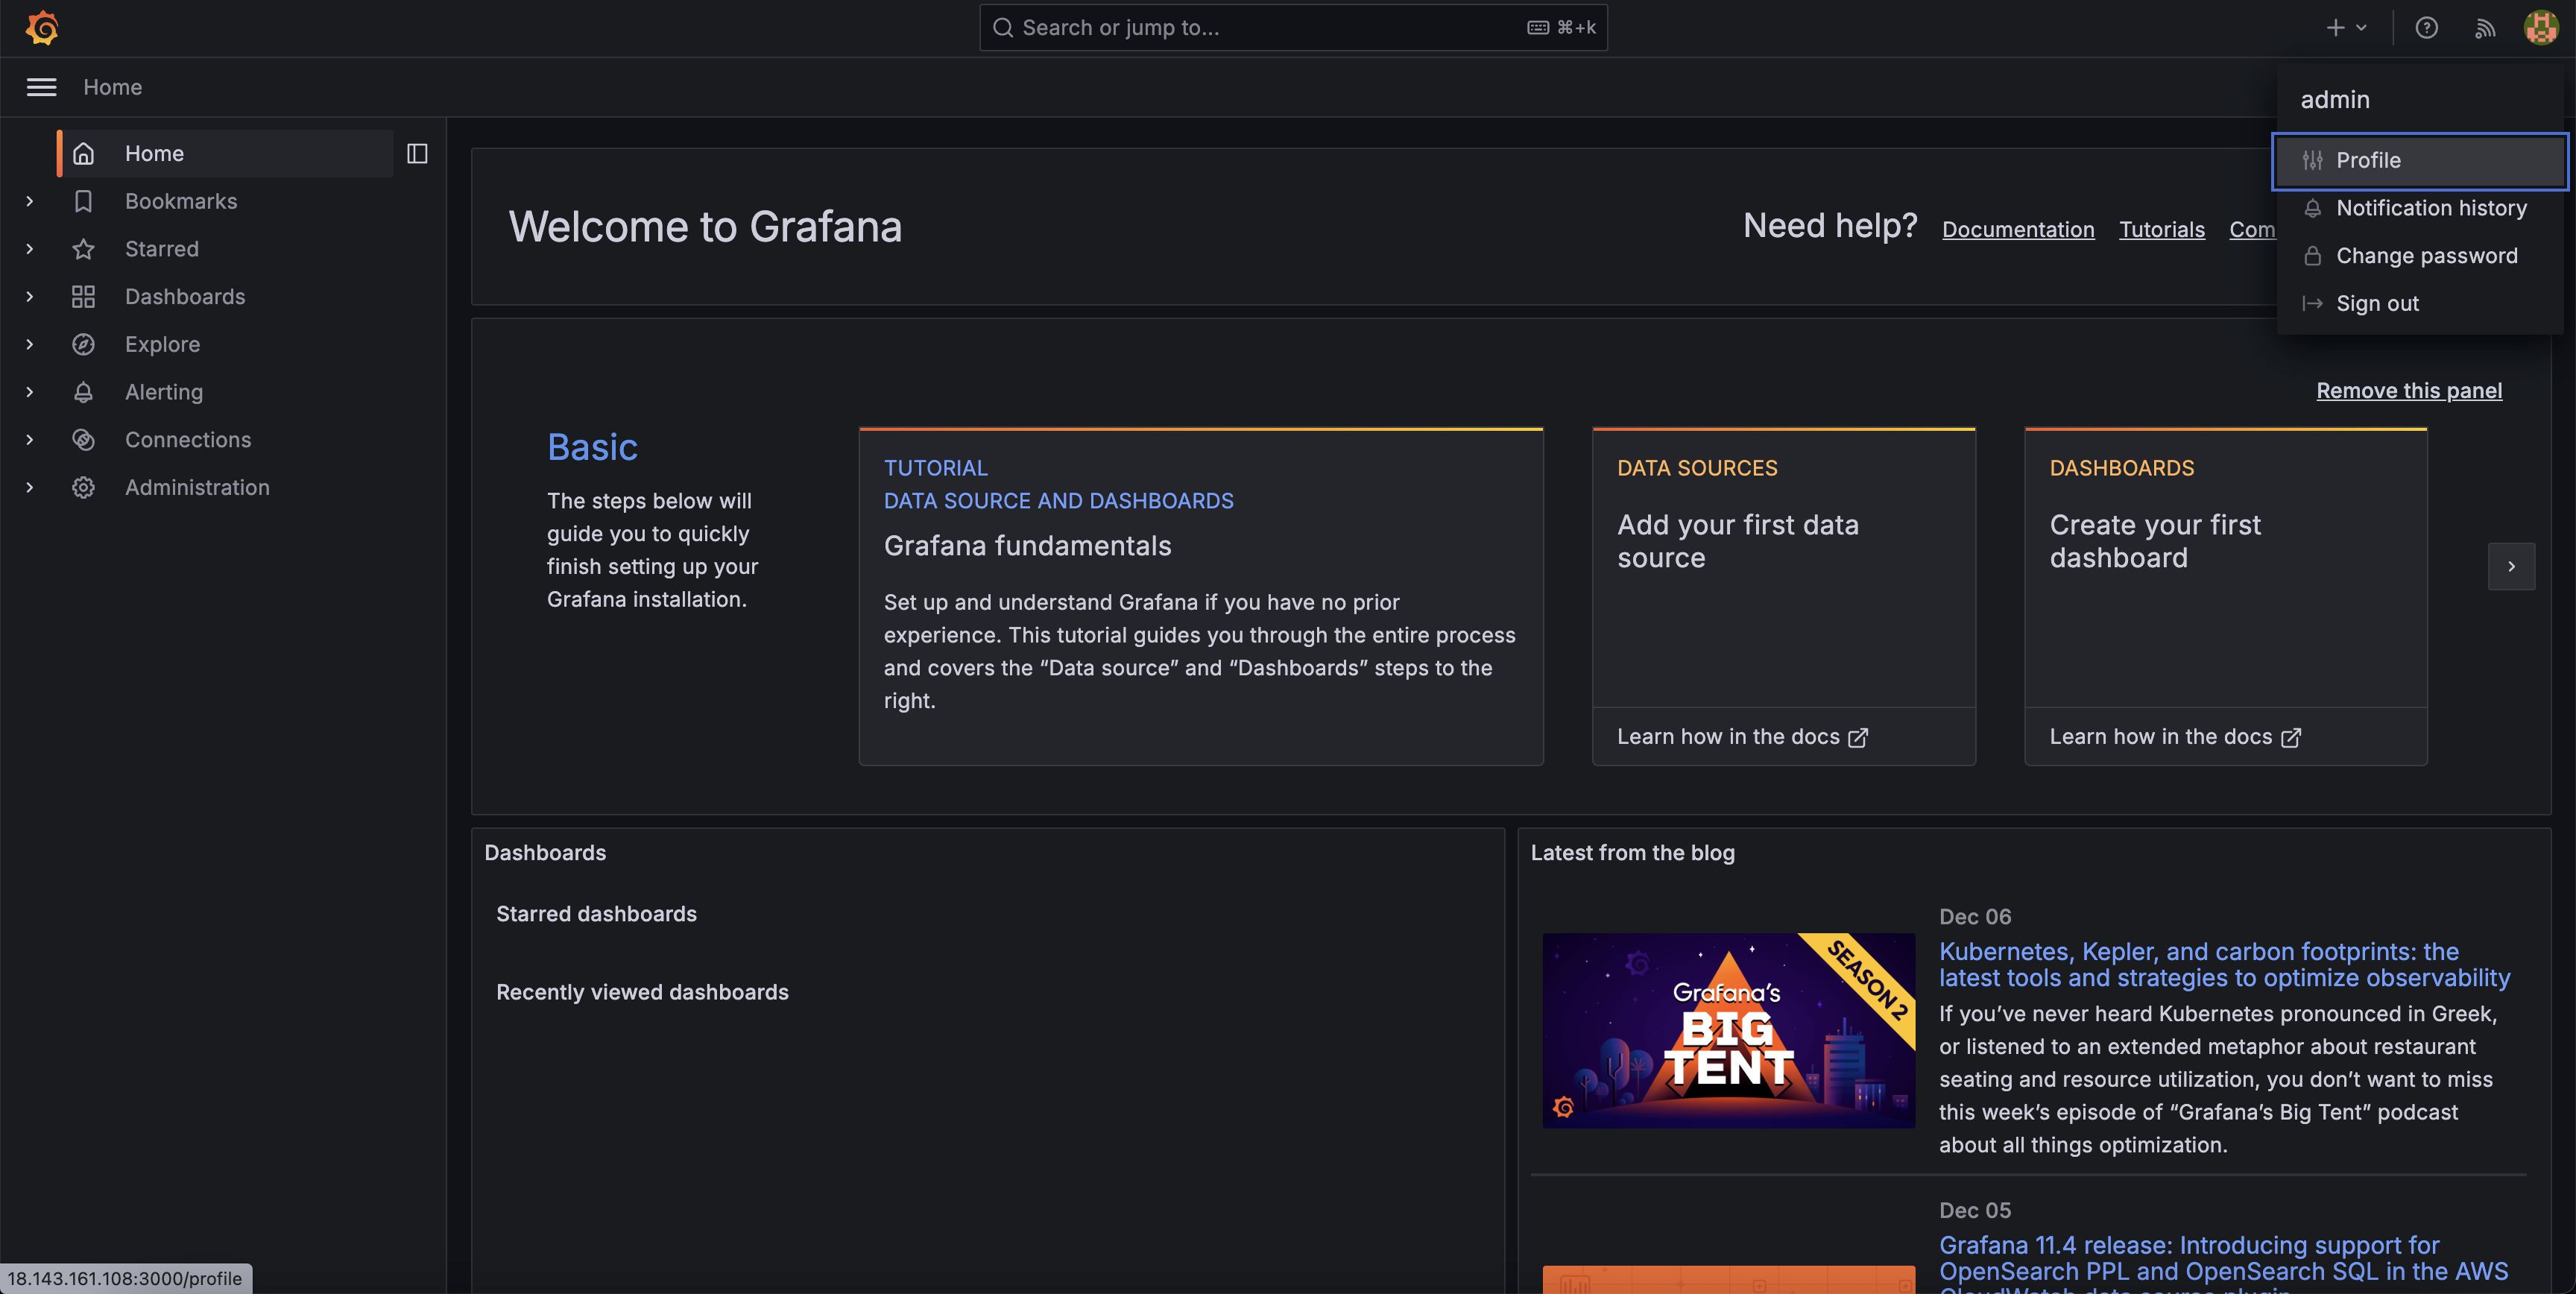 Search or jump to...
⌘+k
Home
admin
Profile
Notification history
Change password
Sign out
Home
Bookmarks
Starred
Dashboards
Explore
Alerting
Connections
Administration
Welcome to Grafana
Need help?
Documentation
Tutorials
Com
Remove this panel
Basic
The steps below will
guide you to quickly
finish setting up your
Grafana installation.
TUTORIAL
DATA SOURCE AND DASHBOARDS
Grafana fundamentals
Set up and understand Grafana if you have no prior
experience. This tutorial guides you through the entire process
and covers the “Data source” and “Dashboards” steps to the
right.
DATA SOURCES
Add your first data
source
Learn how in the docs
DASHBOARDS
Create your first
dashboard
Learn how in the docs
Dashboards
Starred dashboards
Recently viewed dashboards
Latest from the blog
Grafana's
BIG
TENT
SEASON 2
Dec 06
Kubernetes, Kepler, and carbon footprints: the
latest tools and strategies to optimize observability
If you’ve never heard Kubernetes pronounced in Greek,
or listened to an extended metaphor about restaurant
seating and resource utilization, you don’t want to miss
this week’s episode of “Grafana’s Big Tent” podcast
about all things optimization.
Dec 05
Grafana 11.4 release: Introducing support for
OpenSearch PPL and OpenSearch SQL in the AWS
CloudWatch data source plugin
18.143.161.108:3000/profile